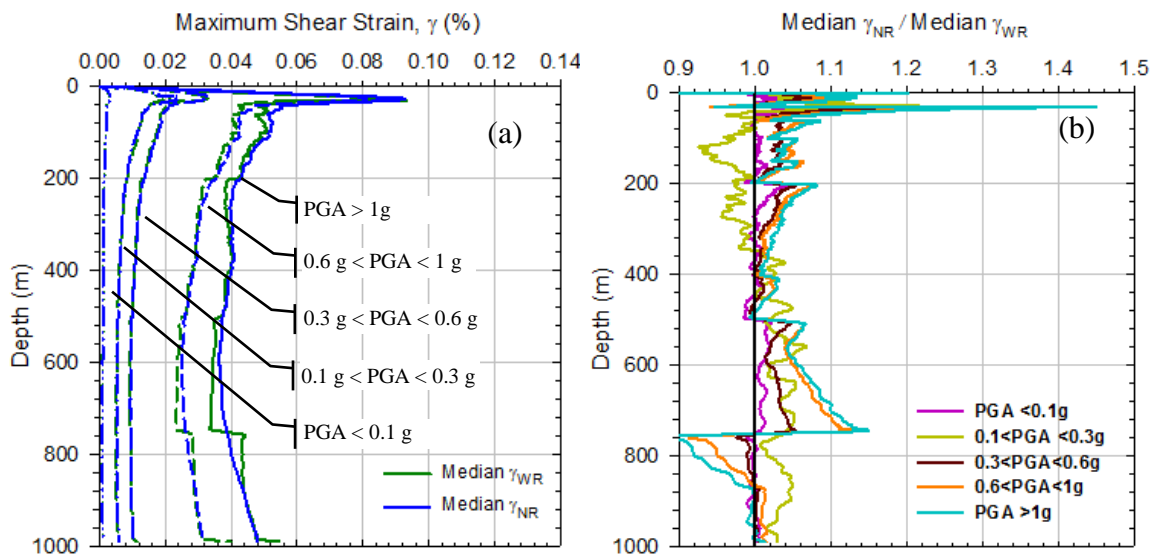 Maximum Shear Strain, γ (%)
0.00 0.02 0.04 0.06 0.08 0.10 0.12 0.14
Depth (m)
0
200
400
600
800
1000
(a)
PGA > 1g
0.6 g < PGA < 1 g
0.3 g < PGA < 0.6 g
0.1 g < PGA < 0.3 g
PGA < 0.1 g
Median γWR
Median γNR
Median γNR / Median γWR
0.9 1.0 1.1 1.2 1.3 1.4 1.5
Depth (m)
0
200
400
600
800
1000
(b)
PGA <0.1g
0.1<PGA <0.3g
0.3<PGA<0.6g
0.6<PGA<1g
PGA >1g